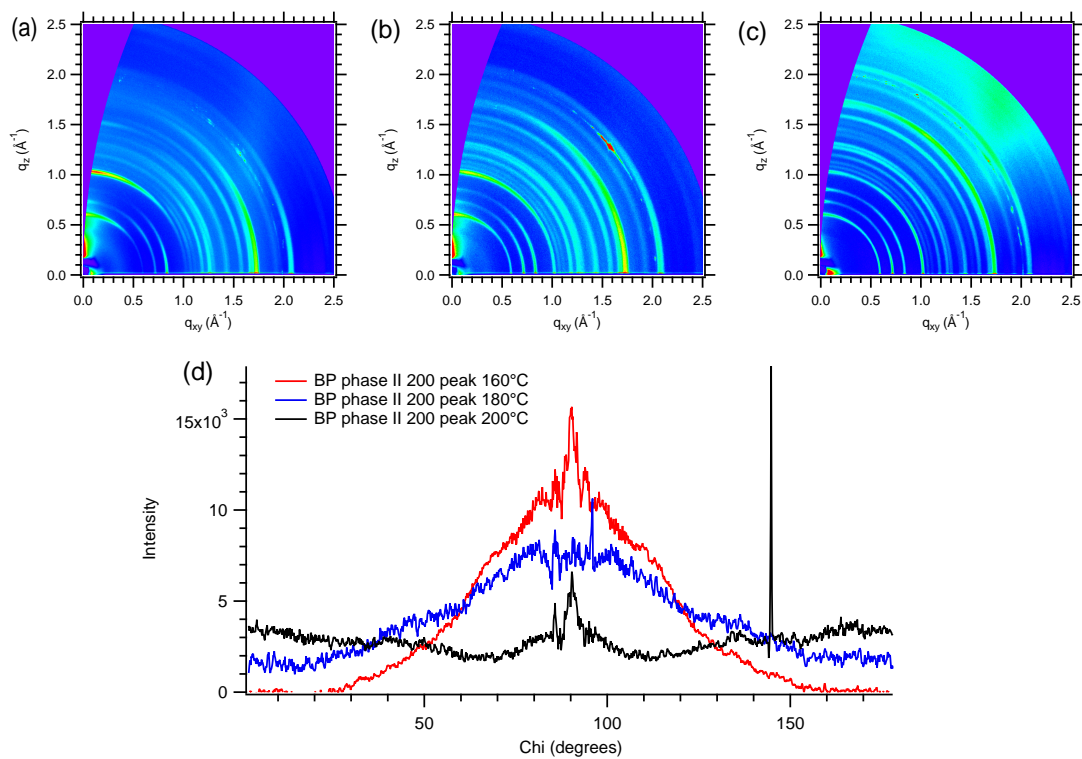 (a)
(b)
(c)
2.5
2.0
1.5
1.0
0.5
0.0
q_z (Å^-1)
0.0 0.5 1.0 1.5 2.0 2.5
q_xy (Å^-1)
2.5
2.0
1.5
1.0
0.5
0.0
q_z (Å^-1)
0.0 0.5 1.0 1.5 2.0 2.5
q_xy (Å^-1)
2.5
2.0
1.5
1.0
0.5
0.0
q_z (Å^-1)
0.0 0.5 1.0 1.5 2.0 2.5
q_xy (Å^-1)
(d)
BP phase II 200 peak 160°C
BP phase II 200 peak 180°C
BP phase II 200 peak 200°C
15x10^3
10
5
0
Intensity
50 100 150
Chi (degrees)